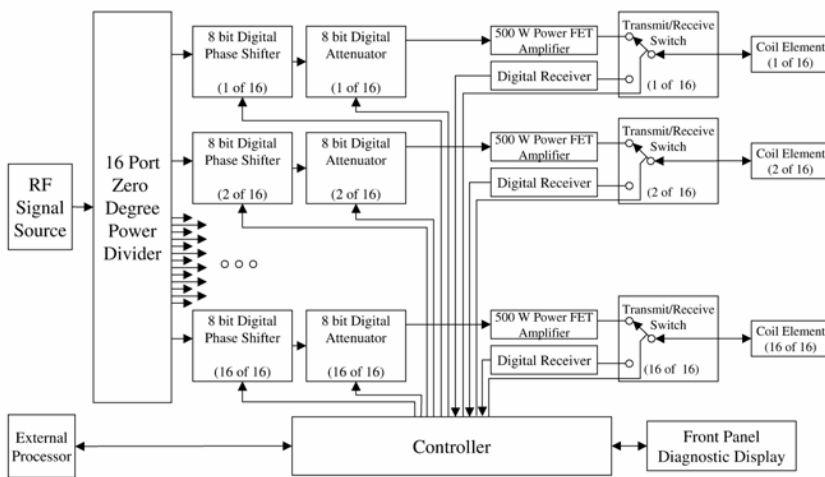 8 bit Digital
Phase Shifter
(1 of 16)
8 bit Digital
Attenuator
(1 of 16)
500 W Power FET
Amplifier
Digital Receiver
Transmit/Receive
Switch
(1 of 16)
Coil Element
(1 of 16)
8 bit Digital
Phase Shifter
(2 of 16)
8 bit Digital
Attenuator
(2 of 16)
500 W Power FET
Amplifier
Digital Receiver
Transmit/Receive
Switch
(2 of 16)
Coil Element
(2 of 16)
RF
Signal
Source
16 Port
Zero
Degree
Power
Divider
8 bit Digital
Phase Shifter
(16 of 16)
8 bit Digital
Attenuator
(16 of 16)
500 W Power FET
Amplifier
Digital Receiver
Transmit/Receive
Switch
(16 of 16)
Coil Element
(16 of 16)
External
Processor
Controller
Front Panel
Diagnostic Display